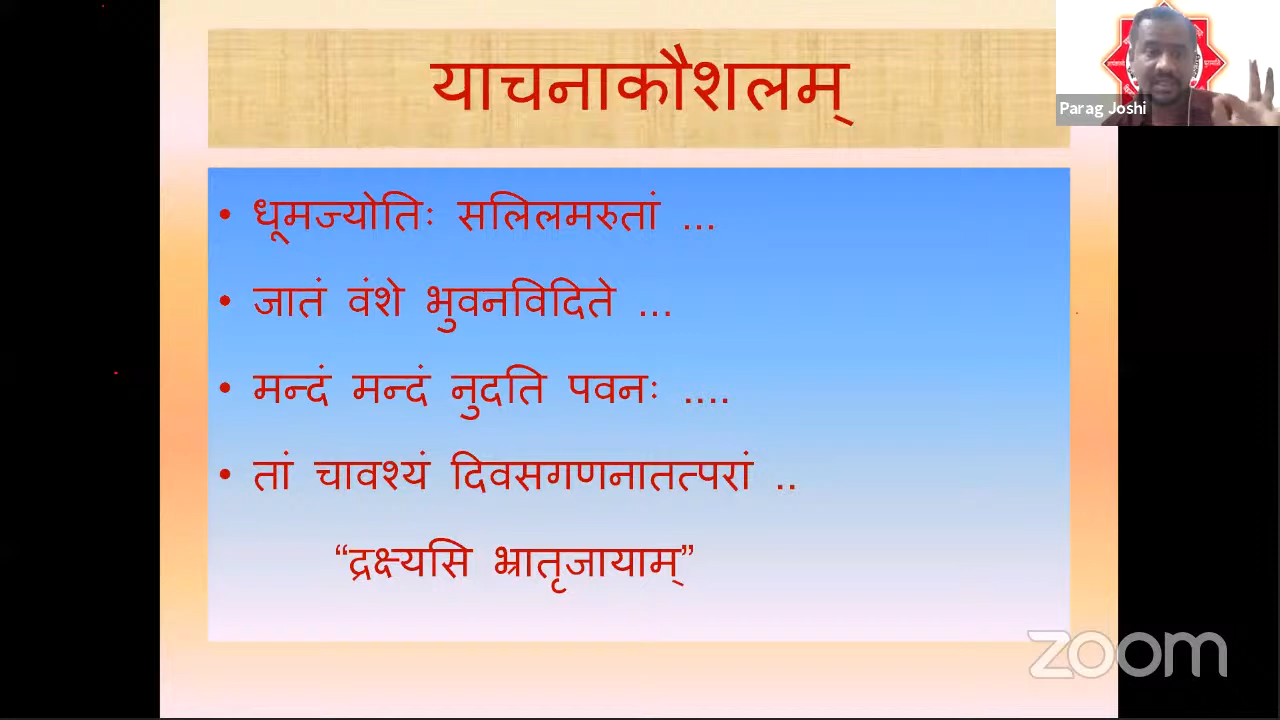 याचनाकौशलम्
Parag Joshi
• धूमज्योतिः सलिलमरुतां ...
• जातं वंशे भुवनविदिते ...
• मन्दं मन्दं नुदति पवनः ....
• तां चावश्यं दिवसगणनातत्परां ..
“द्रक्ष्यसि भ्रातृजायाम्”
zoom